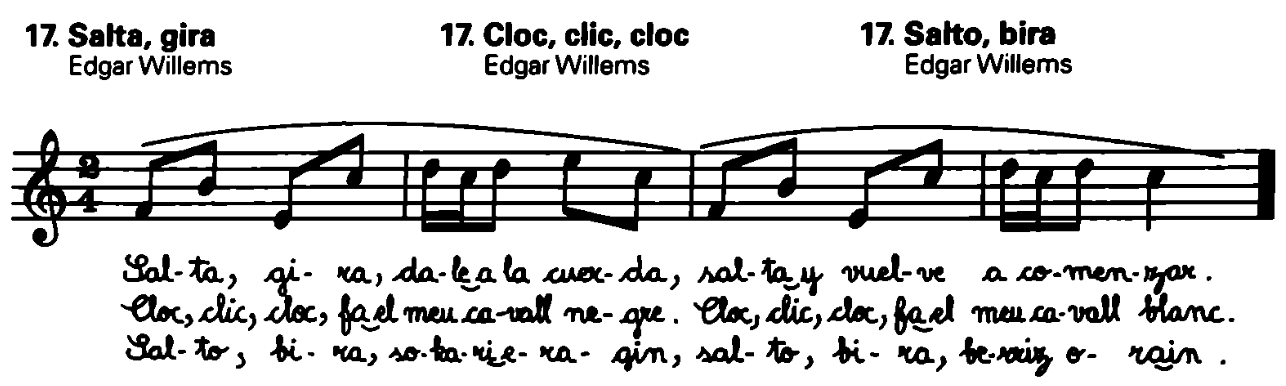 17. Salta, gira
Edgar Willems
17. Cloc, clic, cloc
Edgar Willems
17. Salto, bira
Edgar Willems
2
4
Sal-ta, gi-ra, da-le a la cuer-da, sal-ta y vuel-ve a co-men-zar.
Cloc, clic, cloc, fa el meu ca-vall ne-gre. Cloc, clic, cloc, fa el meu ca-vall blanc.
Sal-to, bi-ra, so-ka-ri e-ra-gin, sal-to, bi-ra, be-rriz o-rain.